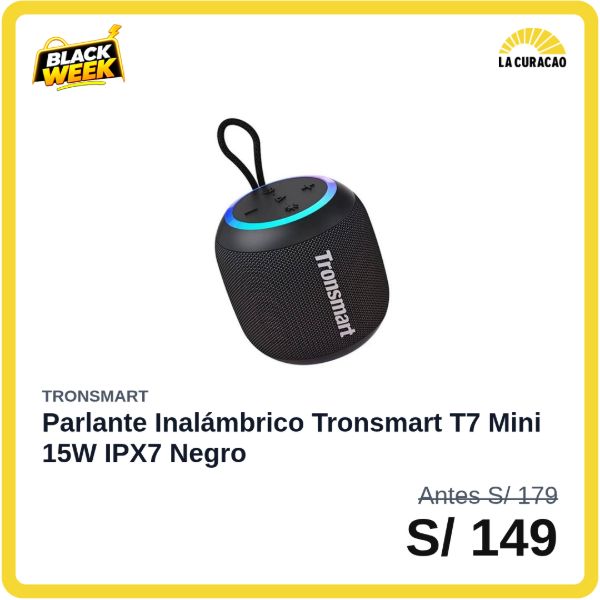 BLACK
WEEK
LA CURACAO
Tronsmart
TRONSMART
Parlante Inalámbrico Tronsmart T7 Mini
15W IPX7 Negro
Antes S/ 179
S/ 149